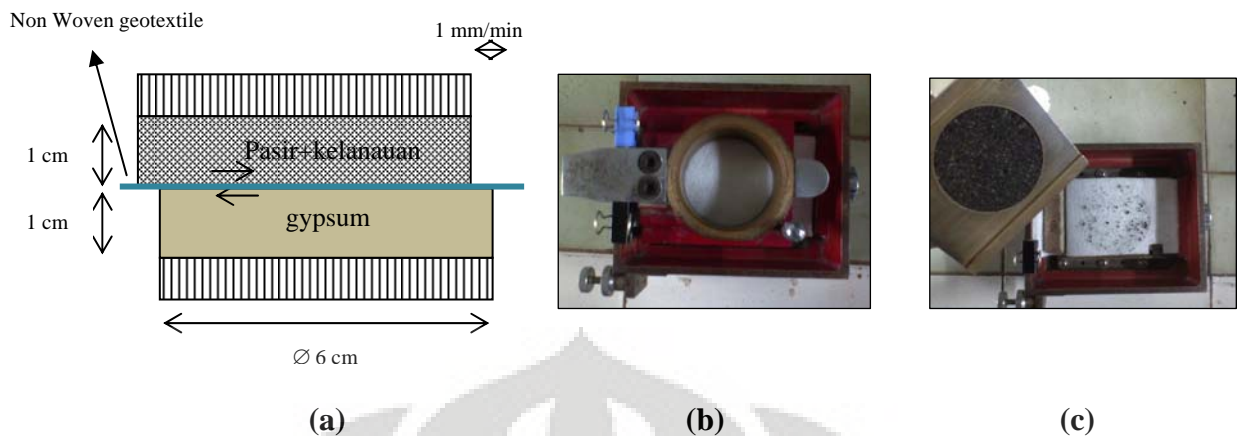 Non Woven geotextile
1 mm/min
1 cm
Pasir+kelanauan
1 cm
gypsum
∅ 6 cm
(a)
(b)
(c)